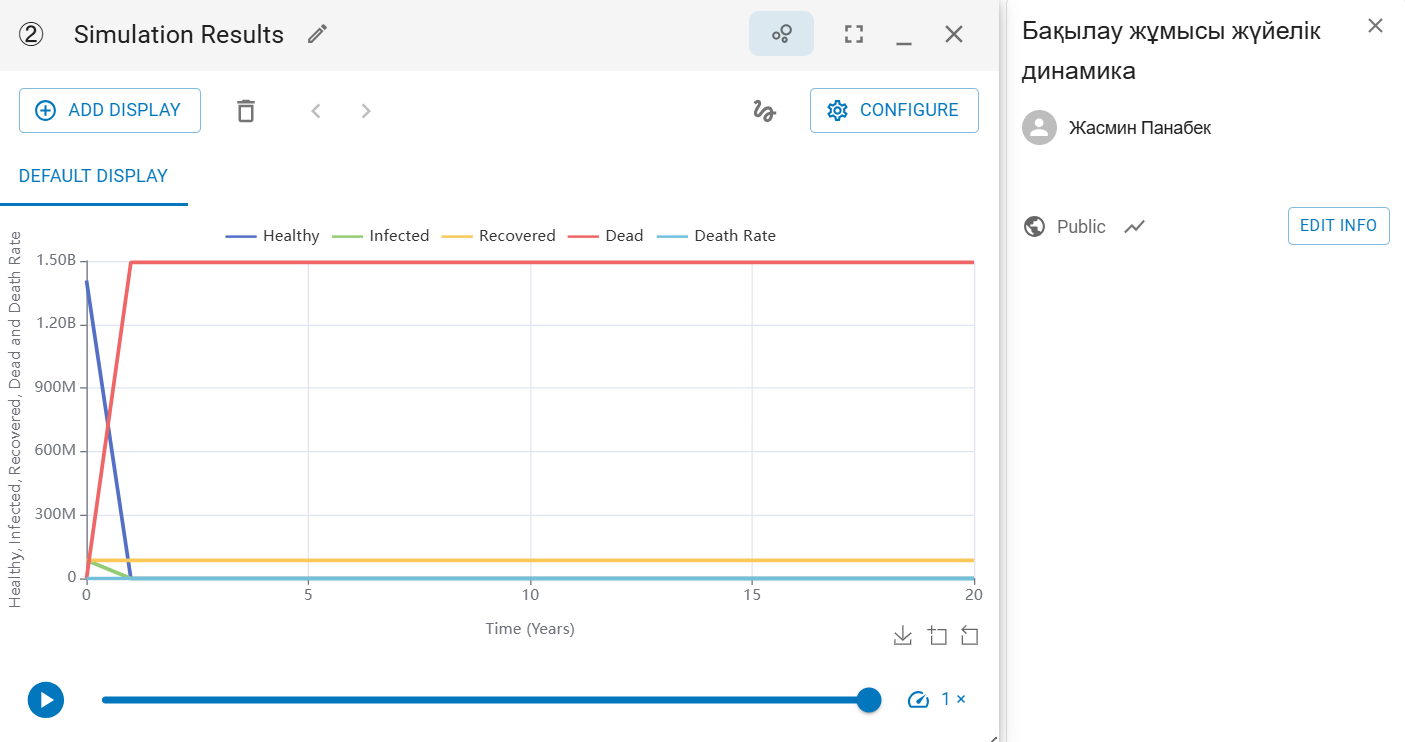 ② Simulation Results
ADD DISPLAY
CONFIGURE
DEFAULT DISPLAY
Healthy Infected Recovered Dead Death Rate
Healthy, Infected, Recovered, Dead and Death Rate
1.50B
1.20B
900M
600M
300M
0
0 5 10 15 20
Time (Years)
1 ×
Бақылау жұмысы жүйелік
динамика
Жасмин Панабек
Public
EDIT INFO